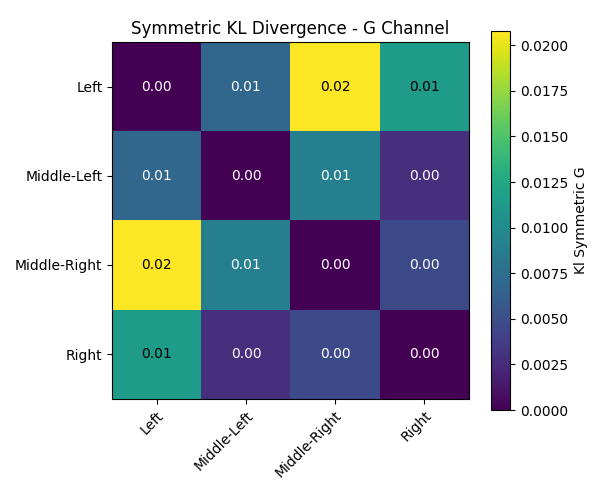 Symmetric KL Divergence - G Channel
Left
Middle-Left
Middle-Right
Right
0.00 0.01 0.02 0.01
0.01 0.00 0.01 0.00
0.02 0.01 0.00 0.00
0.01 0.00 0.00 0.00
Left
Middle-Left
Middle-Right
Right
0.0200
0.0175
0.0150
0.0125
0.0100
0.0075
0.0050
0.0025
0.0000
Kl Symmetric G